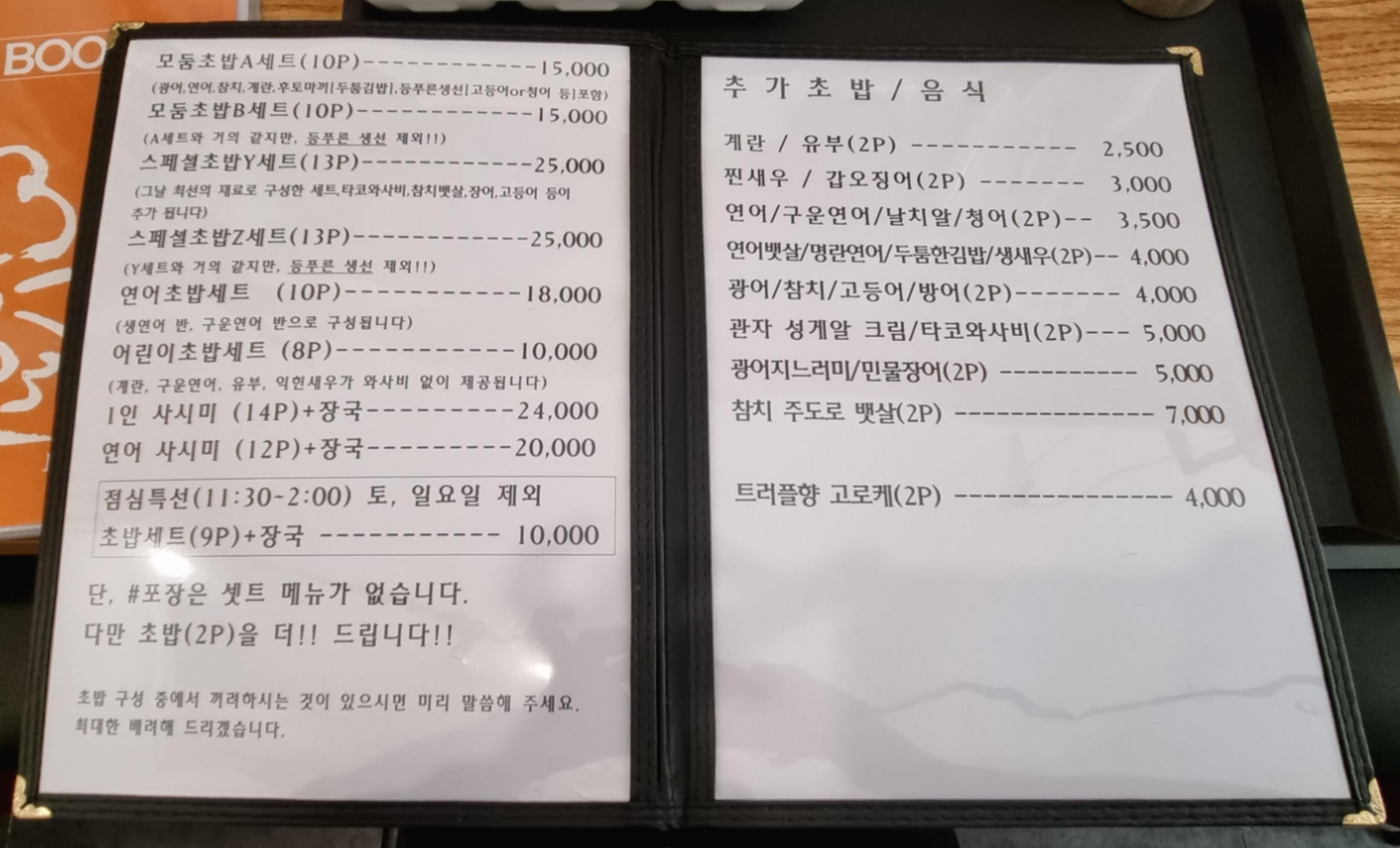 BOO
모둠초밥A세트(10P)------------15,000
(광어,연어,참치,계란,후토마끼[두툼김밥],등푸른생선[고등어or청어 등]포함)
모둠초밥B세트(10P)------------15,000
(A세트와 거의 같지만, 등푸른 생선 제외!!)
스페셜초밥Y세트(13P)------------25,000
(그날 최선의 재료로 구성한 세트,타코와사비,참치뱃살,장어,고등어 등이
추가 됩니다)
스페셜초밥Z세트(13P)------------25,000
(Y세트와 거의 같지만, 등푸른 생선 제외!!)
연어초밥세트 (10P)------------18,000
(생연어 반, 구운연어 반으로 구성됩니다)
어린이초밥세트 (8P)------------10,000
(계란, 구운연어, 유부, 익힌새우가 와사비 없이 제공됩니다)
1인 사시미 (14P)+장국----------24,000
연어 사시미 (12P)+장국----------20,000
점심특선(11:30~2:00) 토, 일요일 제외
초밥세트(9P)+장국 ----------- 10,000
단, #포장은 셋트 메뉴가 없습니다.
다만 초밥(2P)을 더!! 드립니다!!
초밥 구성 중에서 꺼려하시는 것이 있으시면 미리 말씀해 주세요.
최대한 배려해 드리겠습니다.
추 가 초 밥 / 음 식
계란 / 유부(2P) ----------- 2,500
찐새우 / 갑오징어(2P) ------- 3,000
연어/구운연어/날치알/청어(2P)-- 3,500
연어뱃살/명란연어/두툼한김밥/생새우(2P)-- 4,000
광어/참치/고등어/방어(2P)------- 4,000
관자 성게알 크림/타코와사비(2P)--- 5,000
광어지느러미/민물장어(2P) ---------- 5,000
참치 주도로 뱃살(2P) -------------- 7,000
트러플향 고로케(2P) --------------- 4,000